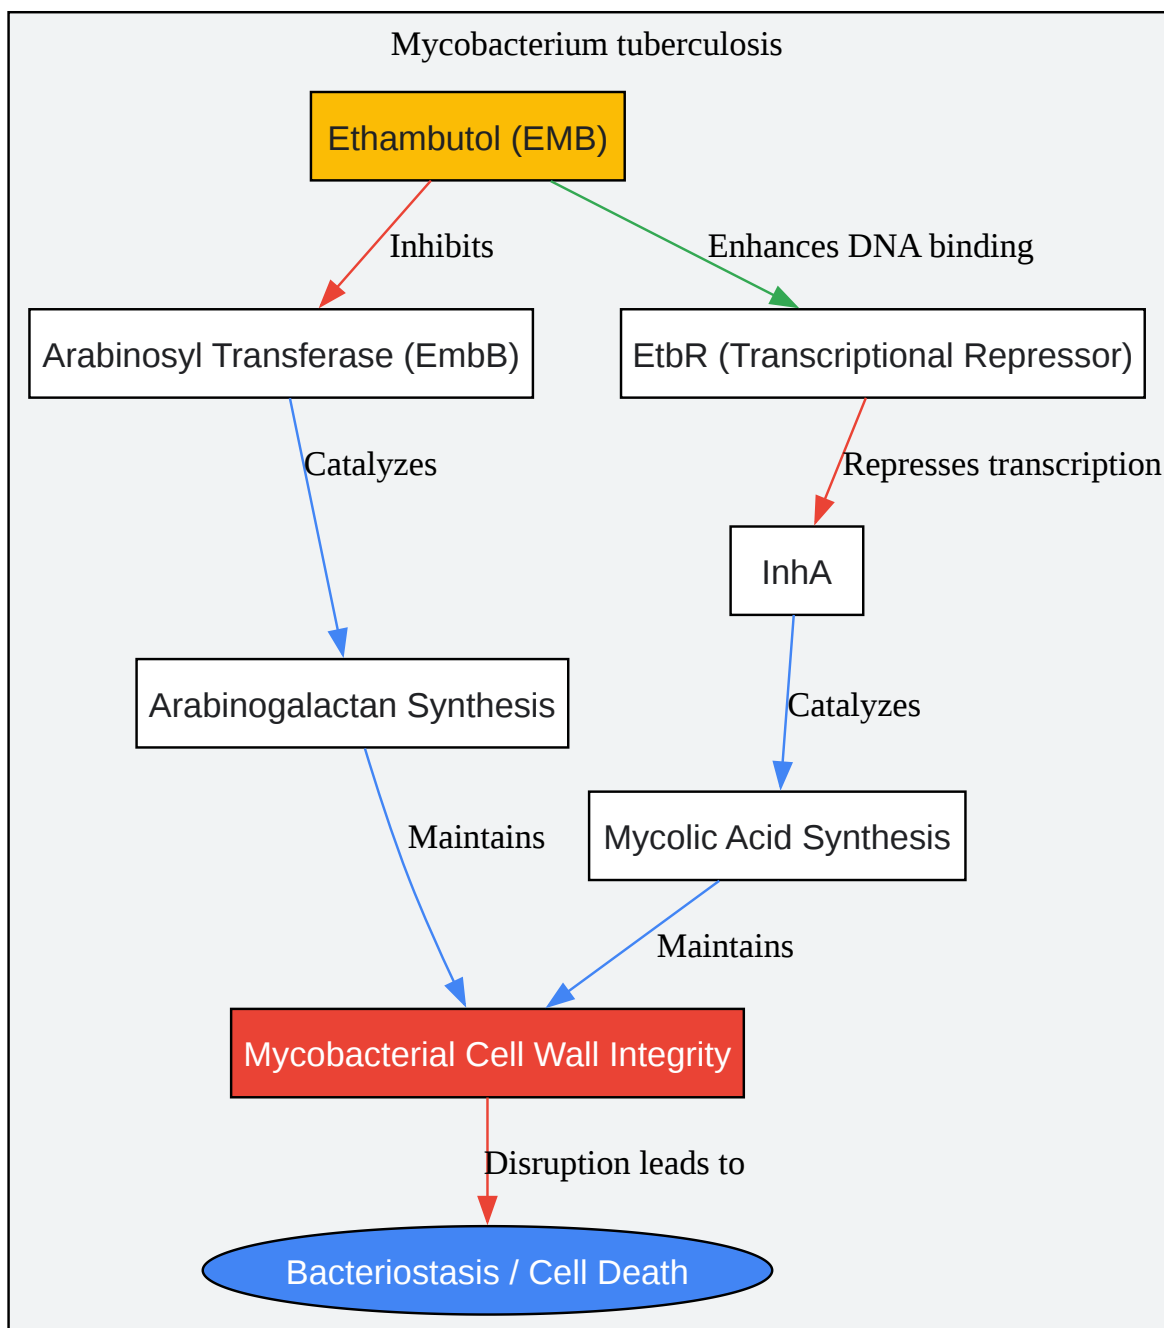 Mycobacterium tuberculosis
Ethambutol (EMB)
Inhibits
Enhances DNA binding
Arabinosyl Transferase (EmbB)
EtbR (Transcriptional Repressor)
Catalyzes
Represses transcription
InhA
Arabinogalactan Synthesis
Catalyzes
Maintains
Mycolic Acid Synthesis
Maintains
Mycobacterial Cell Wall Integrity
Disruption leads to
Bacteriostasis / Cell Death